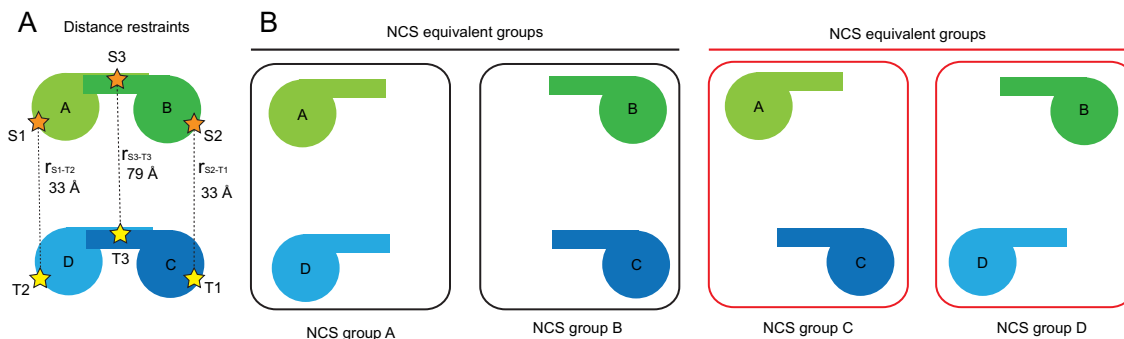 A
Distance restraints
S3
A
B
S1
S2
rS1-T2
33 Å
rS3-T3
79 Å
rS2-T1
33 Å
D
T3
C
T2
T1
B
NCS equivalent groups
NCS equivalent groups
A
B
D
C
NCS group A
NCS group B
A
B
C
D
NCS group C
NCS group D